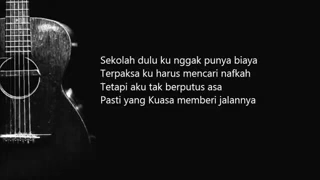 Sekolah dulu ku nggak punya biaya
Terpaksa ku harus mencari nafkah
Tetapi aku tak berputus asa
Pasti yang Kuasa memberi jalannya